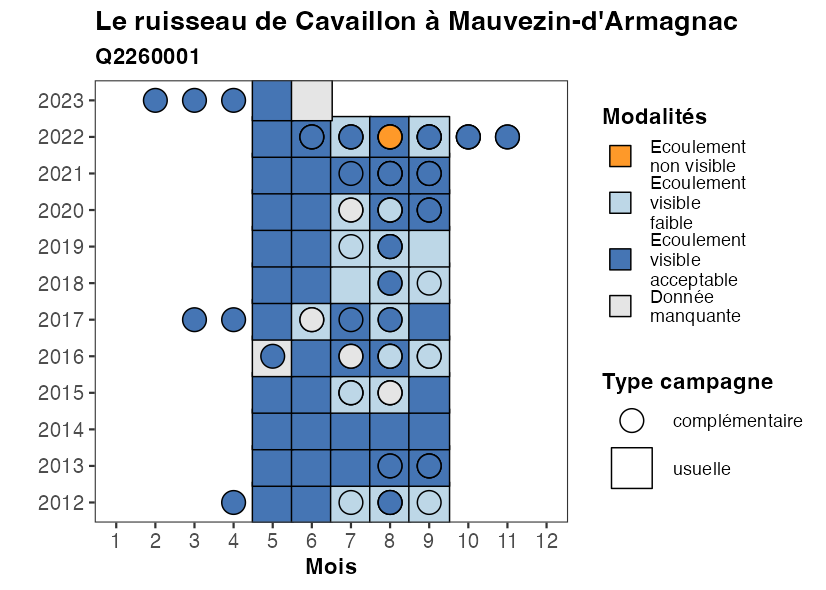 Le ruisseau de Cavaillon à Mauvezin-d'Armagnac
Q2260001
2023
2022
2021
2020
2019
2018
2017
2016
2015
2014
2013
2012
1 2 3 4 5 6 7 8 9 10 11 12
Mois
Modalités
Ecoulement
non visible
Ecoulement
visible
faible
Ecoulement
visible
acceptable
Donnée
manquante
Type campagne
complémentaire
usuelle